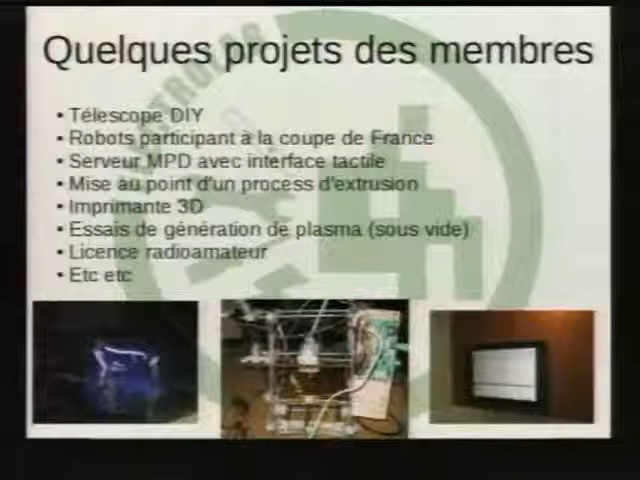 Quelques projets des membres
• Télescope DIY
• Robots participant à la coupe de France
• Serveur MPD avec interface tactile
• Mise au point d'un process d'extrusion
• Imprimante 3D
• Essais de génération de plasma (sous vide)
• Licence radioamateur
• Etc etc